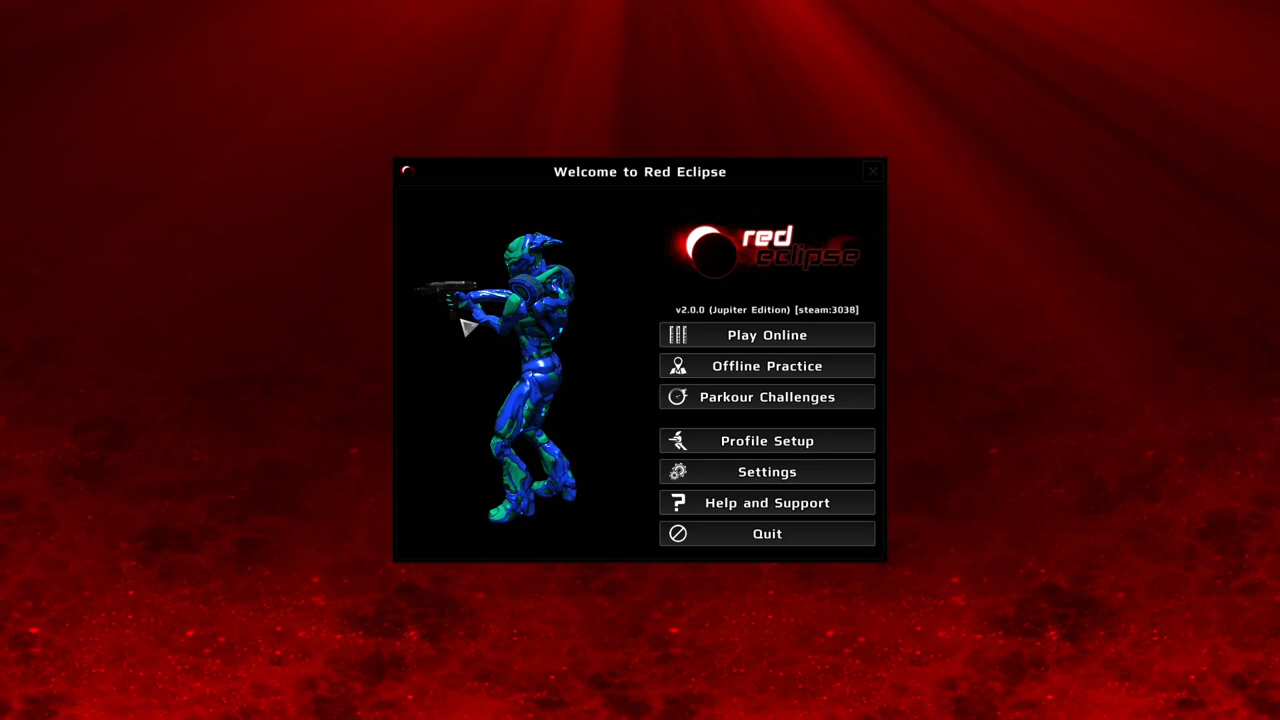 Welcome to Red Eclipse
red
eclipse
v2.0.0 (Jupiter Edition) [steam:3038]
Play Online
Offline Practice
Parkour Challenges
Profile Setup
Settings
Help and Support
Quit